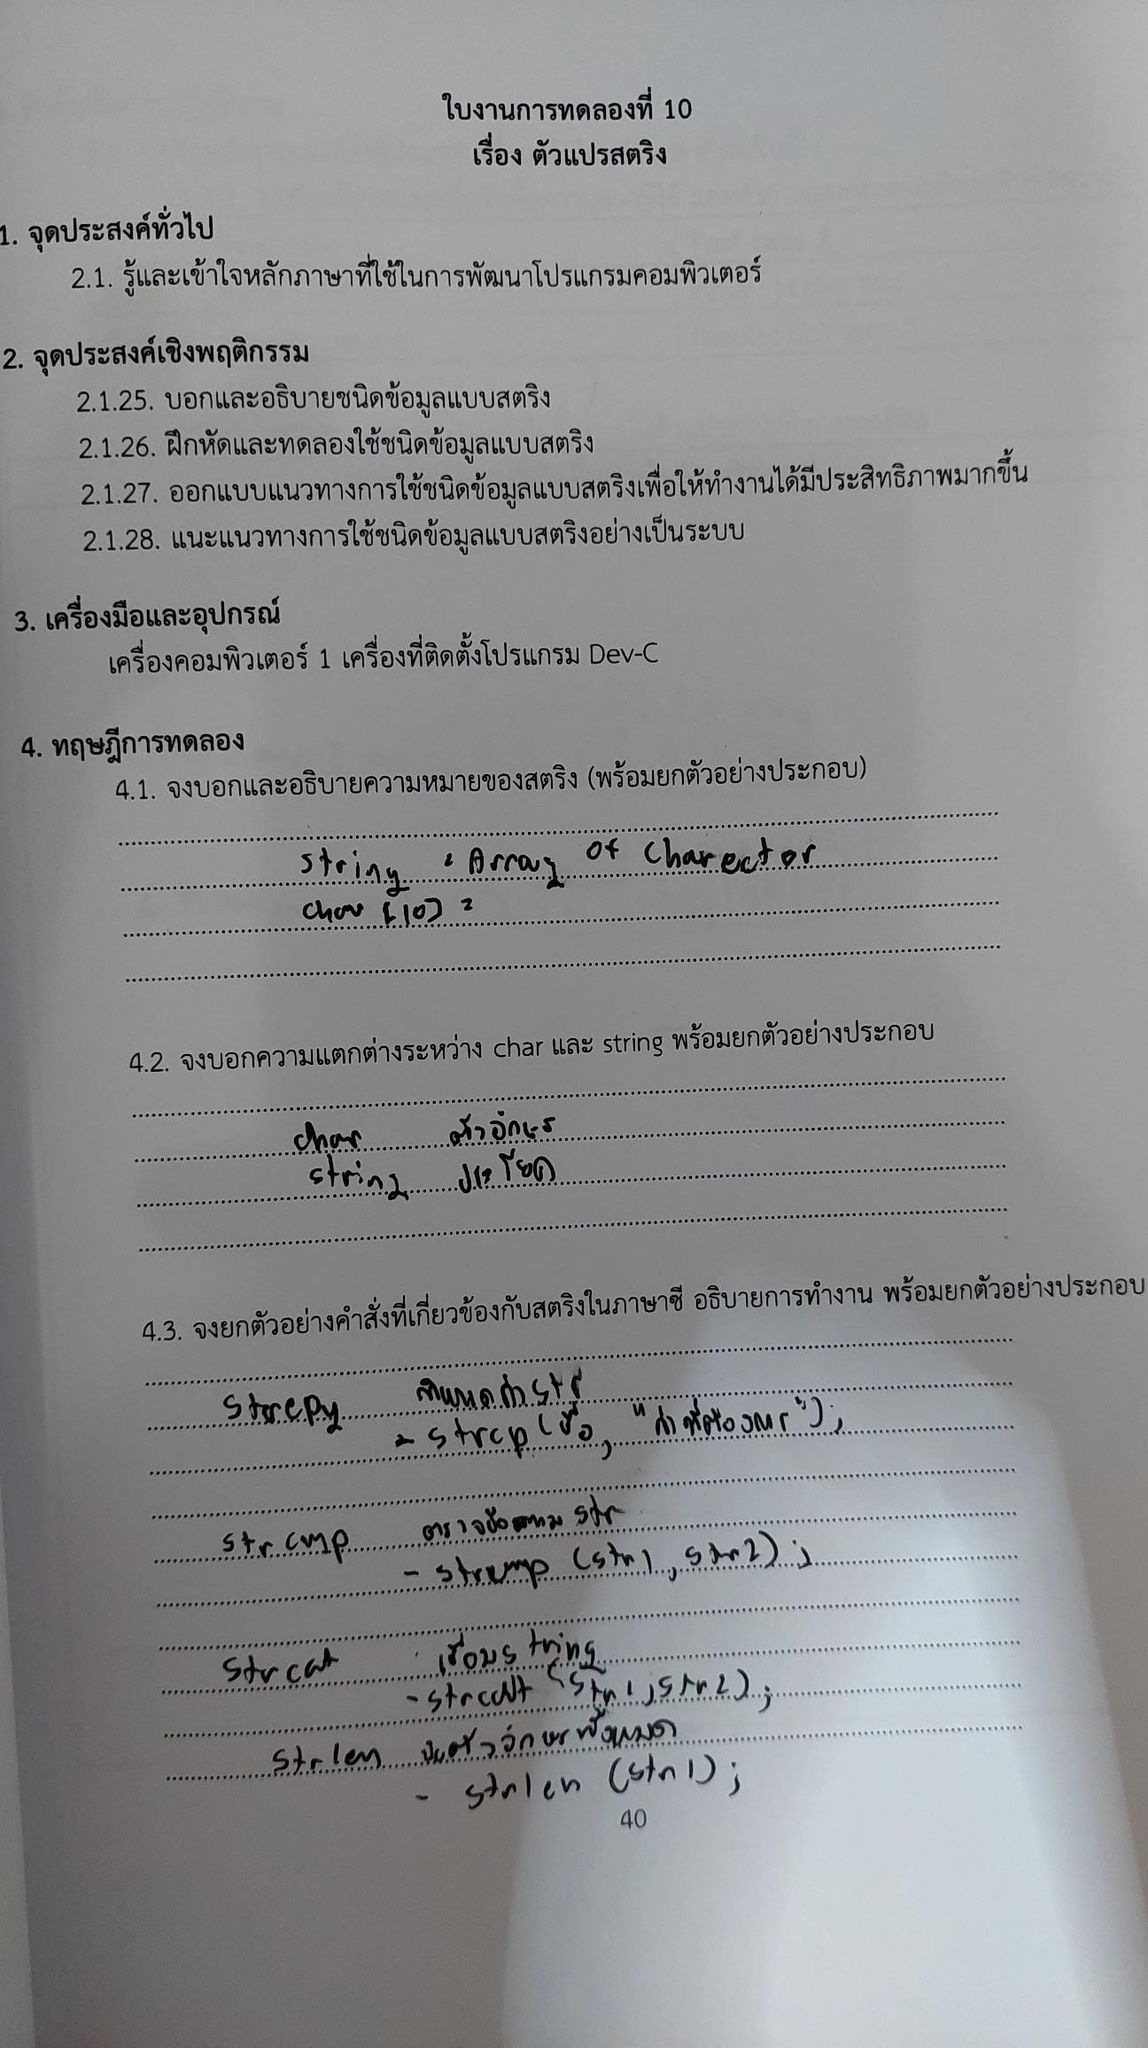 ใบงานการทดลองที่ 10
เรื่อง ตัวแปรสตริง
1. จุดประสงค์ทั่วไป
2.1. รู้และเข้าใจหลักภาษาที่ใช้ในการพัฒนาโปรแกรมคอมพิวเตอร์
2. จุดประสงค์เชิงพฤติกรรม
2.1.25. บอกและอธิบายชนิดข้อมูลแบบสตริง
2.1.26. ฝึกหัดและทดลองใช้ชนิดข้อมูลแบบสตริง
2.1.27. ออกแบบแนวทางการใช้ชนิดข้อมูลแบบสตริงเพื่อให้ทำงานได้มีประสิทธิภาพมากขึ้น
2.1.28. แนะแนวทางการใช้ชนิดข้อมูลแบบสตริงอย่างเป็นระบบ
3. เครื่องมือและอุปกรณ์
เครื่องคอมพิวเตอร์ 1 เครื่องที่ติดตั้งโปรแกรม Dev-C
4. ทฤษฎีการทดลอง
4.1. จงบอกและอธิบายความหมายของสตริง (พร้อมยกตัวอย่างประกอบ)
string = Array of Charector
char [10] =
4.2. จงบอกความแตกต่างระหว่าง char และ string พร้อมยกตัวอย่างประกอบ
char ตัวอักษร
string ประโยค
4.3. จงยกตัวอย่างคำสั่งที่เกี่ยวข้องกับสตริงในภาษาซี อธิบายการทำงาน พร้อมยกตัวอย่างประกอบ
strcpy กำหนดค่า str
- strcp (ชื่อ, "ค่าที่ต้องการ");
strcmp str
- strcmp (str1, str2);
strcat เชื่อม string
- strcat (str1, str2);
strlen นับตัวอักษรทั้งหมด
- strlen (str1);
40